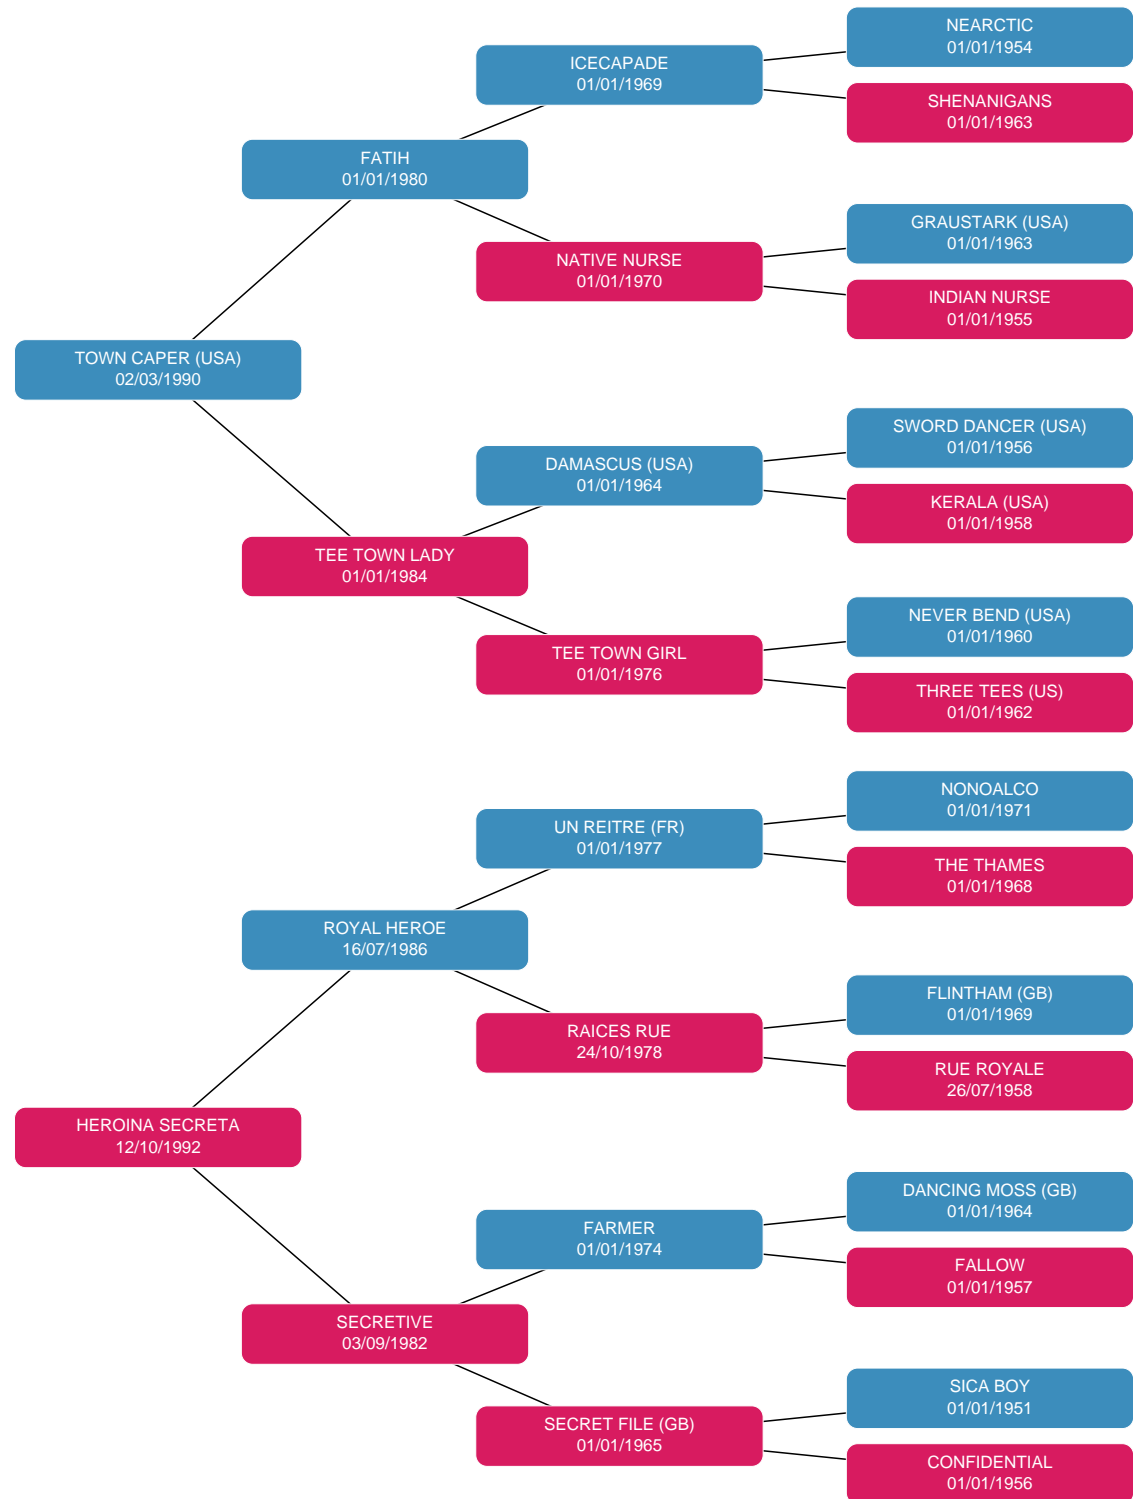 NEARCTIC
01/01/1954
ICECAPADE
01/01/1969
SHENANIGANS
01/01/1963
FATIH
01/01/1980
GRAUSTARK (USA)
01/01/1963
NATIVE NURSE
01/01/1970
INDIAN NURSE
01/01/1955
TOWN CAPER (USA)
02/03/1990
SWORD DANCER (USA)
01/01/1956
DAMASCUS (USA)
01/01/1964
KERALA (USA)
01/01/1958
TEE TOWN LADY
01/01/1984
NEVER BEND (USA)
01/01/1960
TEE TOWN GIRL
01/01/1976
THREE TEES (US)
01/01/1962
NONOALCO
01/01/1971
UN REITRE (FR)
01/01/1977
THE THAMES
01/01/1968
ROYAL HEROE
16/07/1986
FLINTHAM (GB)
01/01/1969
RAICES RUE
24/10/1978
RUE ROYALE
26/07/1958
HEROINA SECRETA
12/10/1992
DANCING MOSS (GB)
01/01/1964
FARMER
01/01/1974
FALLOW
01/01/1957
SECRETIVE
03/09/1982
SICA BOY
01/01/1951
SECRET FILE (GB)
01/01/1965
CONFIDENTIAL
01/01/1956